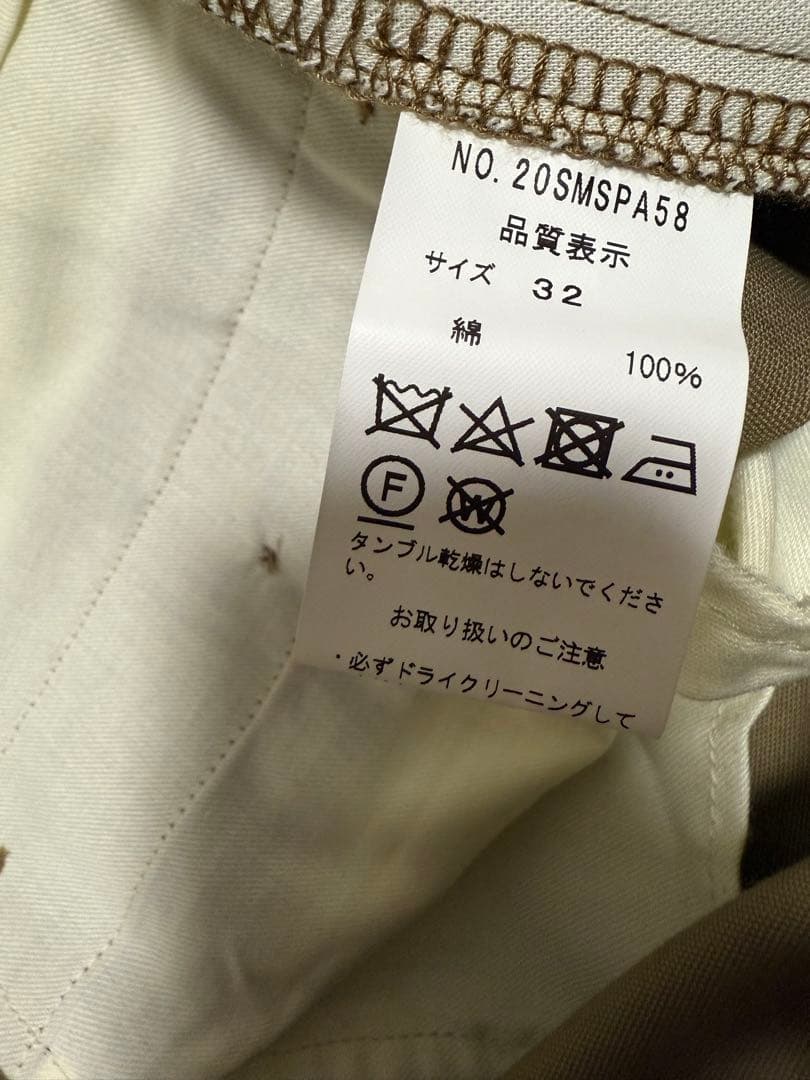 NO. 20SMSPA58
品質表示
サイズ 32
綿 100%
F W
タンブル乾燥はしないでくださ
い。
お取り扱いのご注意
・必ずドライクリーニングして